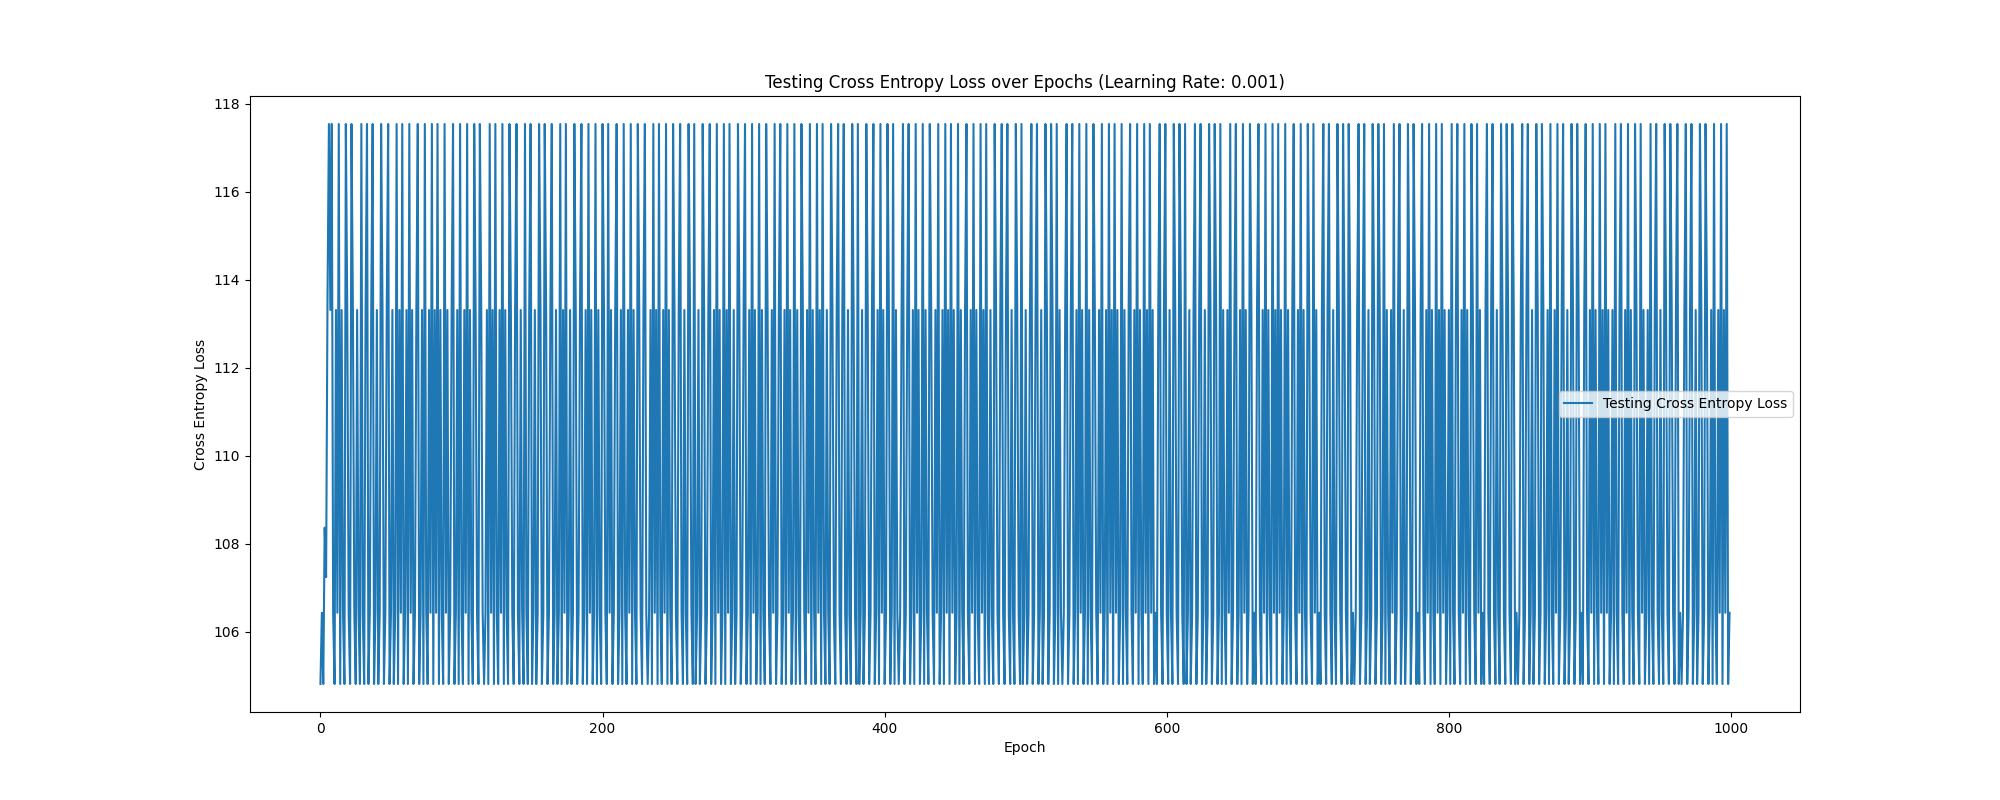 Testing Cross Entropy Loss over Epochs (Learning Rate: 0.001)
118
116
114
112
110
108
106
Cross Entropy Loss
Testing Cross Entropy Loss
0 200 400 600 800 1000
Epoch